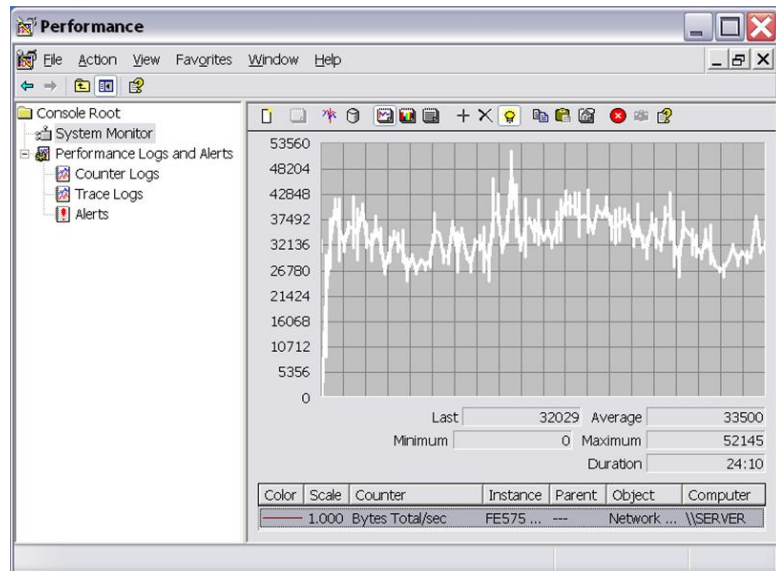 Performance
File Action View Favorites Window Help
Console Root
System Monitor
Performance Logs and Alerts
Counter Logs
Trace Logs
Alerts
53560
48204
42848
37492
32136
26780
21424
16068
10712
5356
0
Last 32029 Average 33500
Minimum 0 Maximum 52145
Duration 24:10
Color Scale Counter Instance Parent Object Computer
1.000 Bytes Total/sec FE575 ... --- Network ... \\SERVER